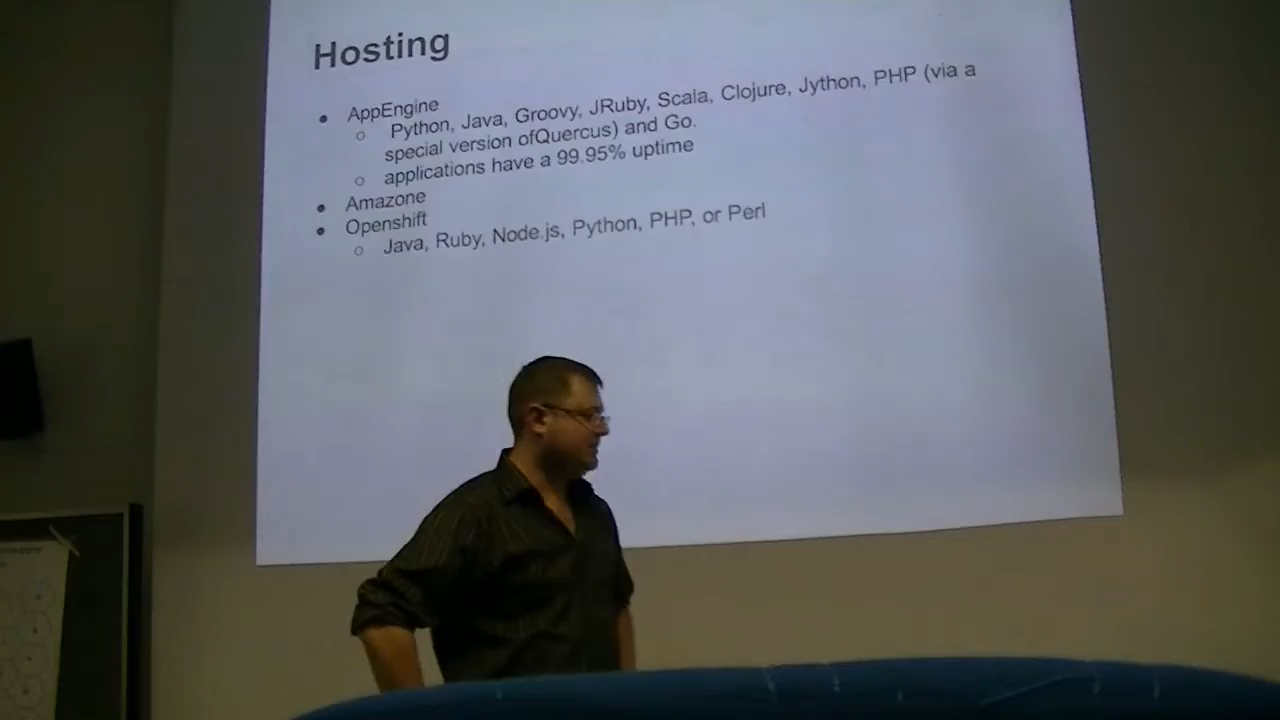 Hosting
AppEngine
Python, Java, Groovy, JRuby, Scala, Clojure, Jython, PHP (via a
special version ofQuercus) and Go.
applications have a 99.95% uptime
Amazone
Openshift
Java, Ruby, Node.js, Python, PHP, or Perl